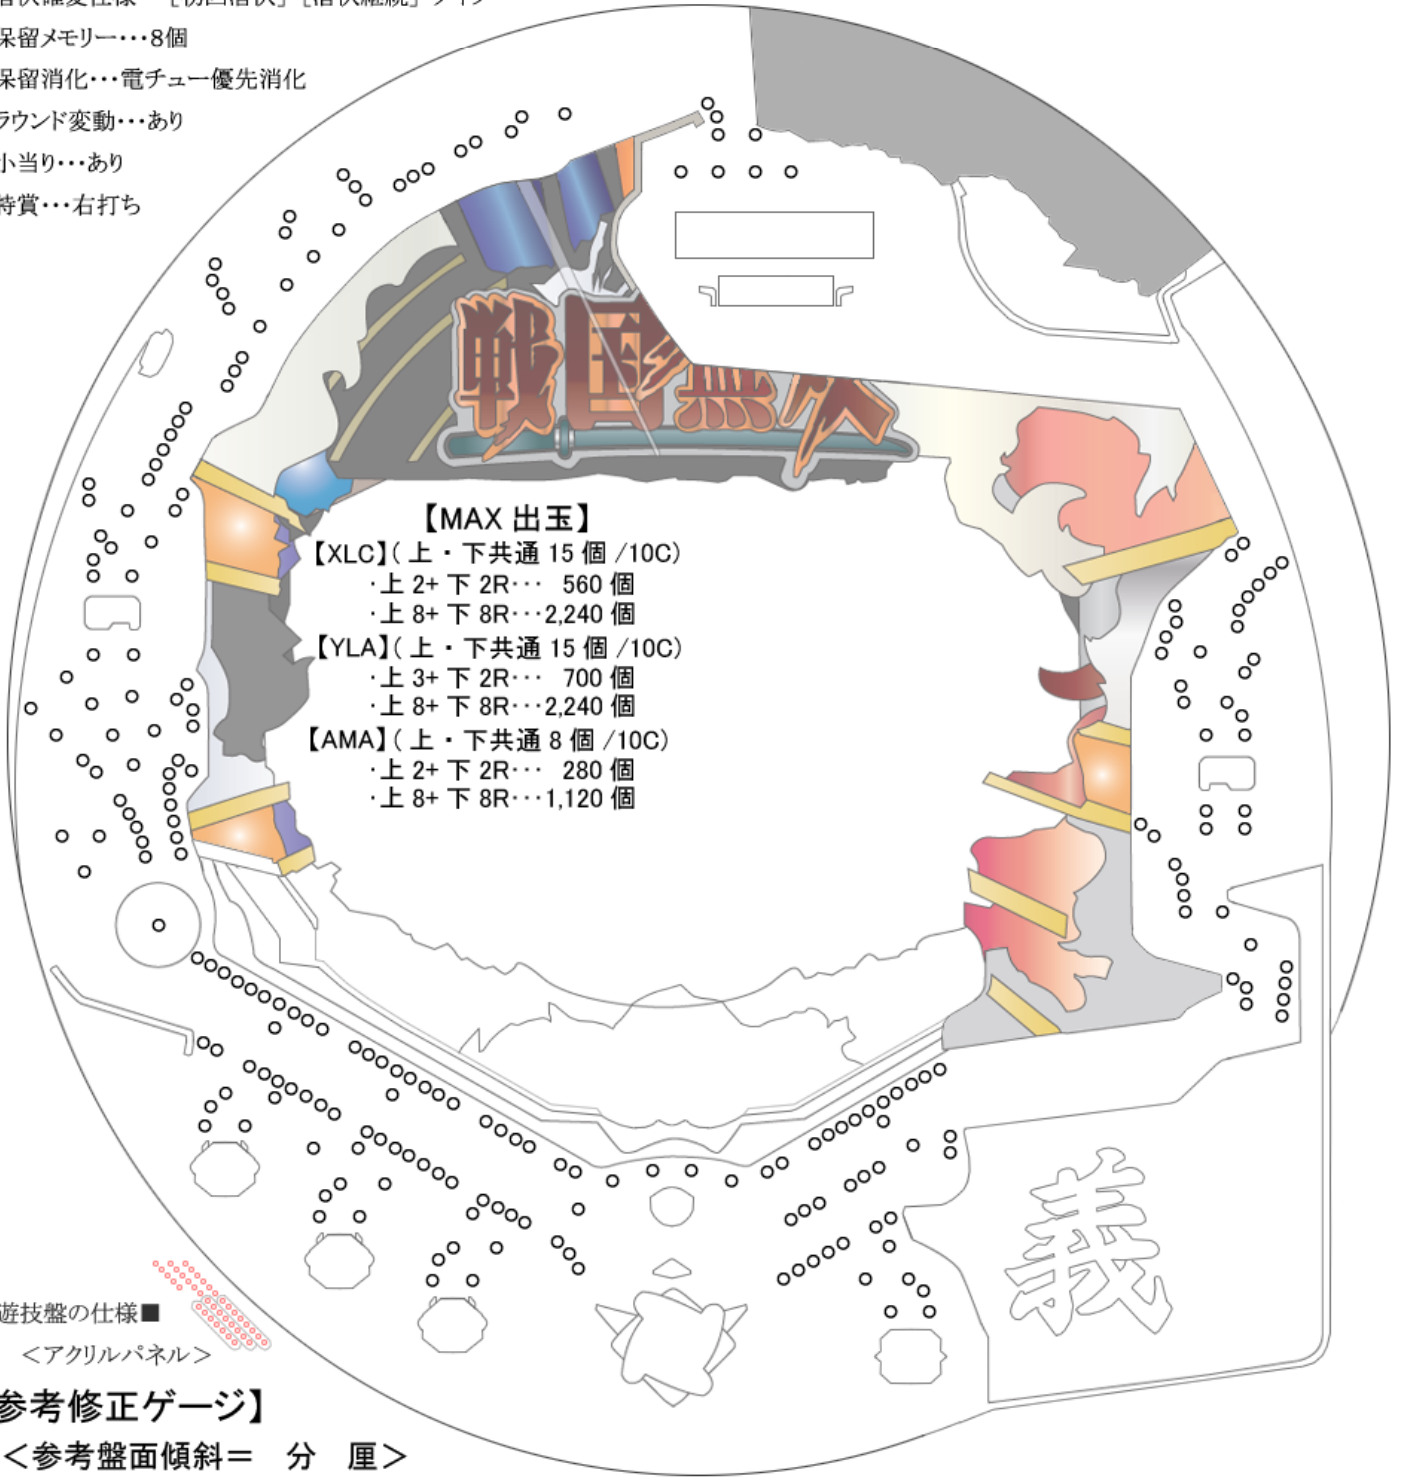 保留メモリー・・・8個
保留消化・・・電チュー優先消化
ラウンド変動・・・あり
小当り・・・あり
特賞・・・右打ち
戦国無双
【MAX 出玉】
【XLC】( 上・下共通 15 個 /10C)
・上 2+ 下 2R・・・ 560 個
・上 8+ 下 8R・・・2,240 個
【YLA】( 上・下共通 15 個 /10C)
・上 3+ 下 2R・・・ 700 個
・上 8+ 下 8R・・・2,240 個
【AMA】( 上・下共通 8 個 /10C)
・上 2+ 下 2R・・・ 280 個
・上 8+ 下 8R・・・1,120 個
義
遊技盤の仕様■
＜アクリルパネル＞
参考修正ゲージ】
＜参考盤面傾斜＝ 分 厘＞